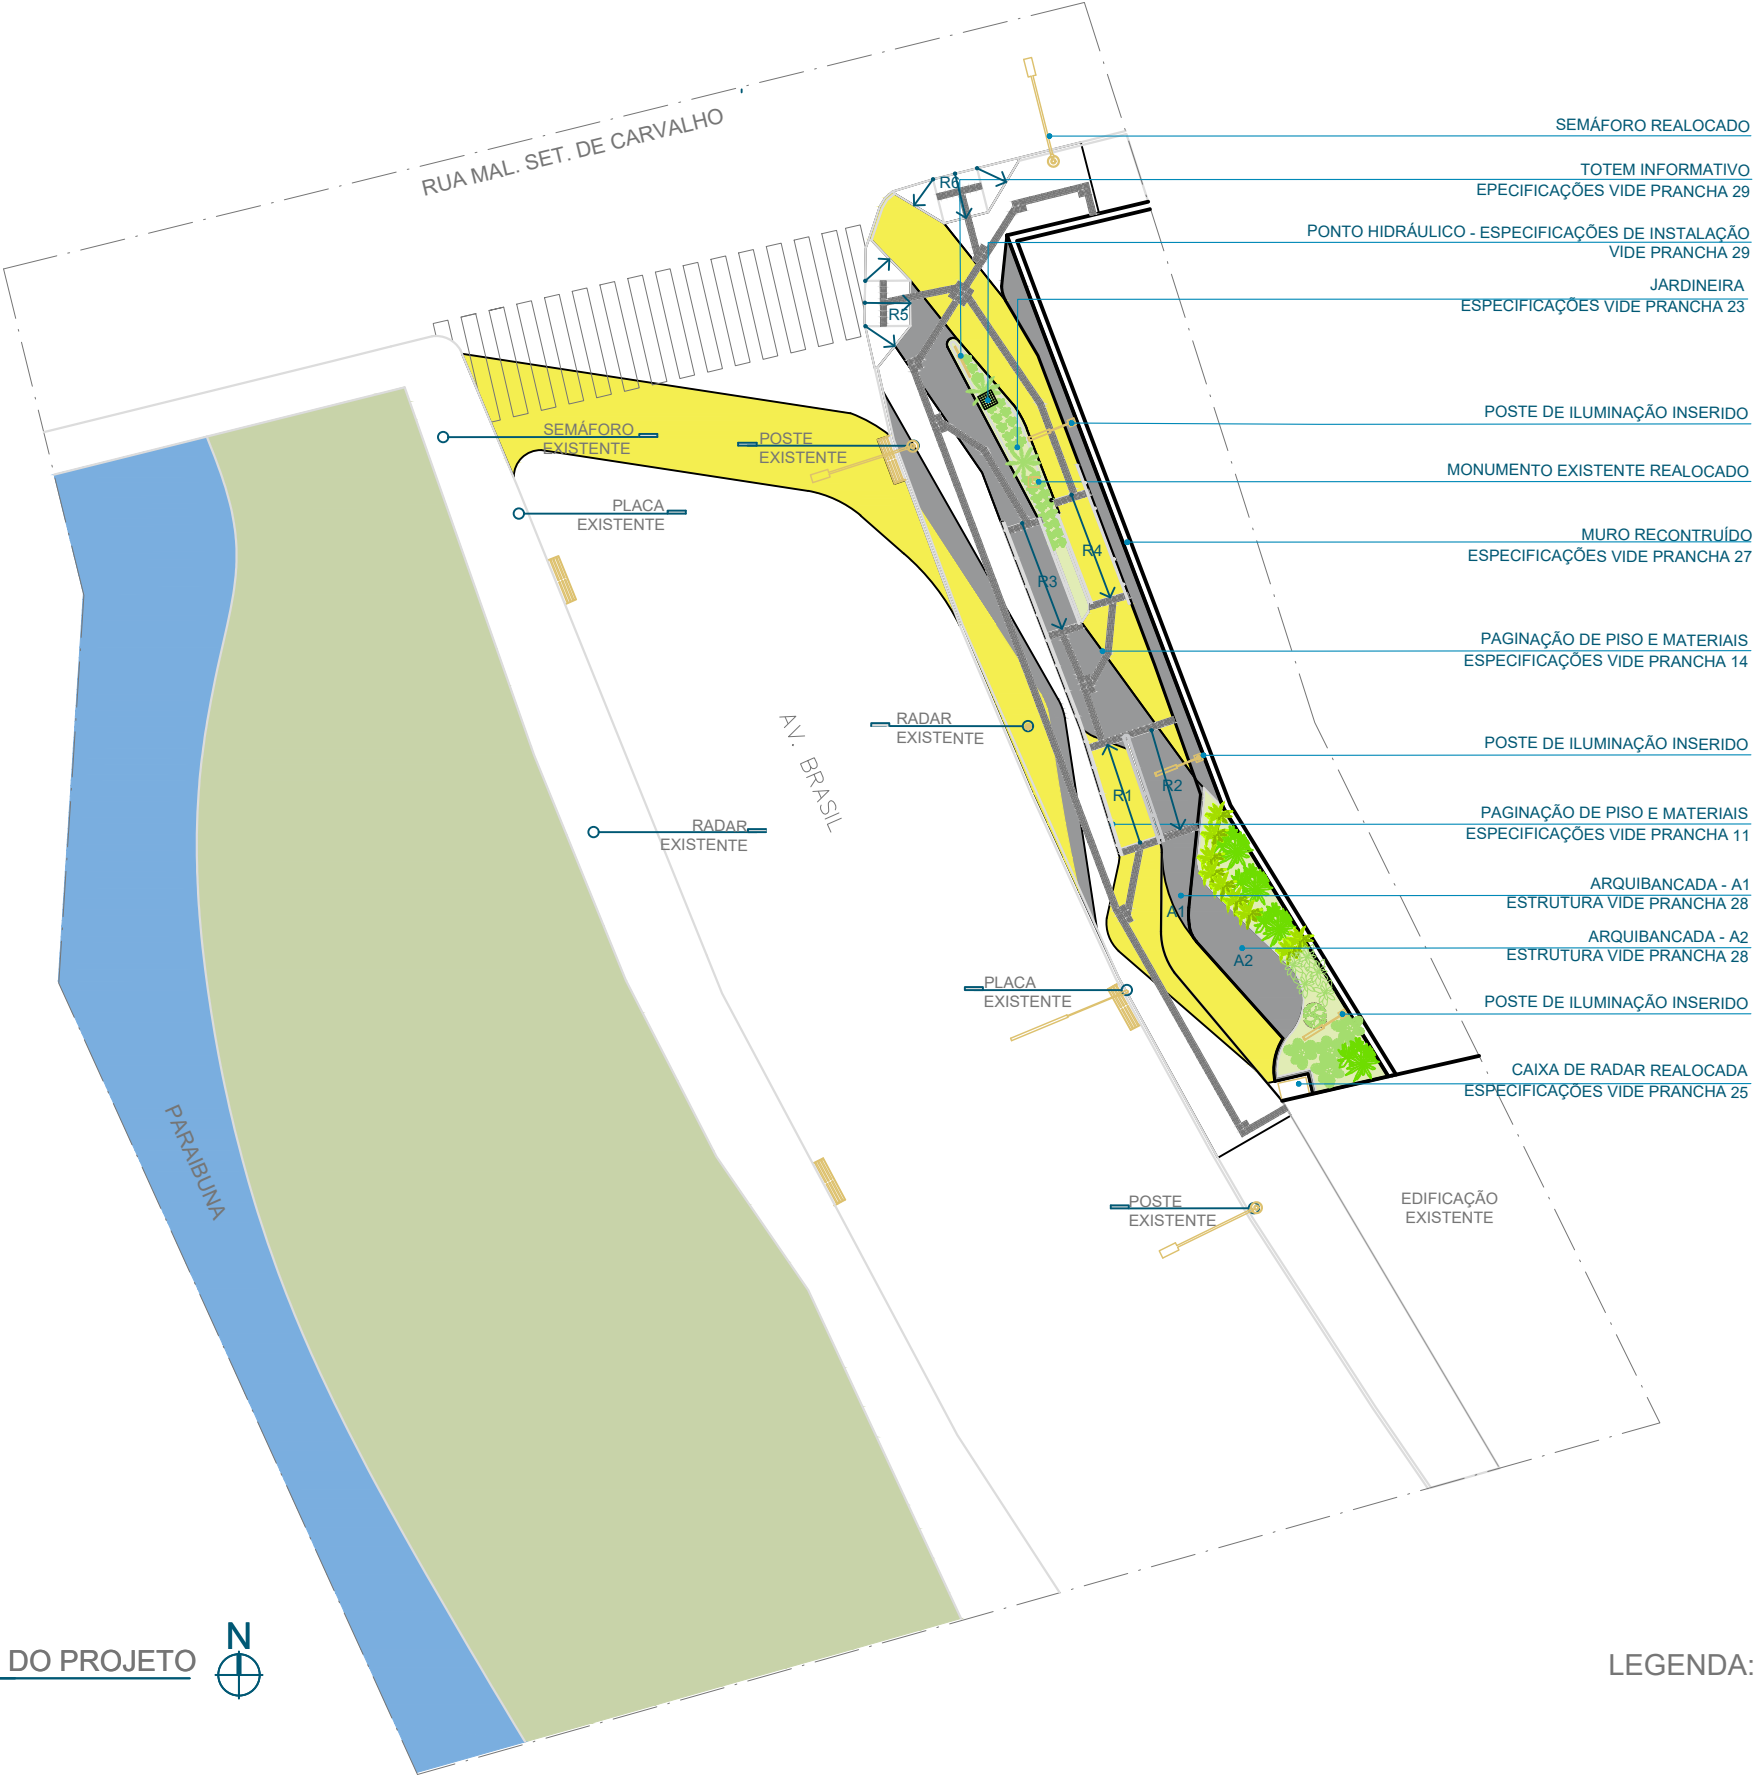 RUA MAL. SET. DE CARVALHO
SEMÁFORO REALOCADO
TOTEM INFORMATIVO
EPECIFICAÇÕES VIDE PRANCHA 29
PONTO HIDRÁULICO - ESPECIFICAÇÕES DE INSTALAÇÃO
VIDE PRANCHA 29
JARDINEIRA
ESPECIFICAÇÕES VIDE PRANCHA 23
POSTE DE ILUMINAÇÃO INSERIDO
MONUMENTO EXISTENTE REALOCADO
MURO RECONTRUÍDO
ESPECIFICAÇÕES VIDE PRANCHA 27
PAGINAÇÃO DE PISO E MATERIAIS
ESPECIFICAÇÕES VIDE PRANCHA 14
POSTE DE ILUMINAÇÃO INSERIDO
PAGINAÇÃO DE PISO E MATERIAIS
ESPECIFICAÇÕES VIDE PRANCHA 11
ARQUIBANCADA - A1
ESTRUTURA VIDE PRANCHA 28
ARQUIBANCADA - A2
ESTRUTURA VIDE PRANCHA 28
POSTE DE ILUMINAÇÃO INSERIDO
CAIXA DE RADAR REALOCADA
ESPECIFICAÇÕES VIDE PRANCHA 25
R6
R5
R4
R3
R1
R2
A1
A2
SEMÁFORO
EXISTENTE
POSTE
EXISTENTE
PLACA
EXISTENTE
RADAR
EXISTENTE
AV. BRASIL
RADAR
EXISTENTE
PLACA
EXISTENTE
POSTE
EXISTENTE
EDIFICAÇÃO
EXISTENTE
PARAIBUNA
N
DO PROJETO
LEGENDA: